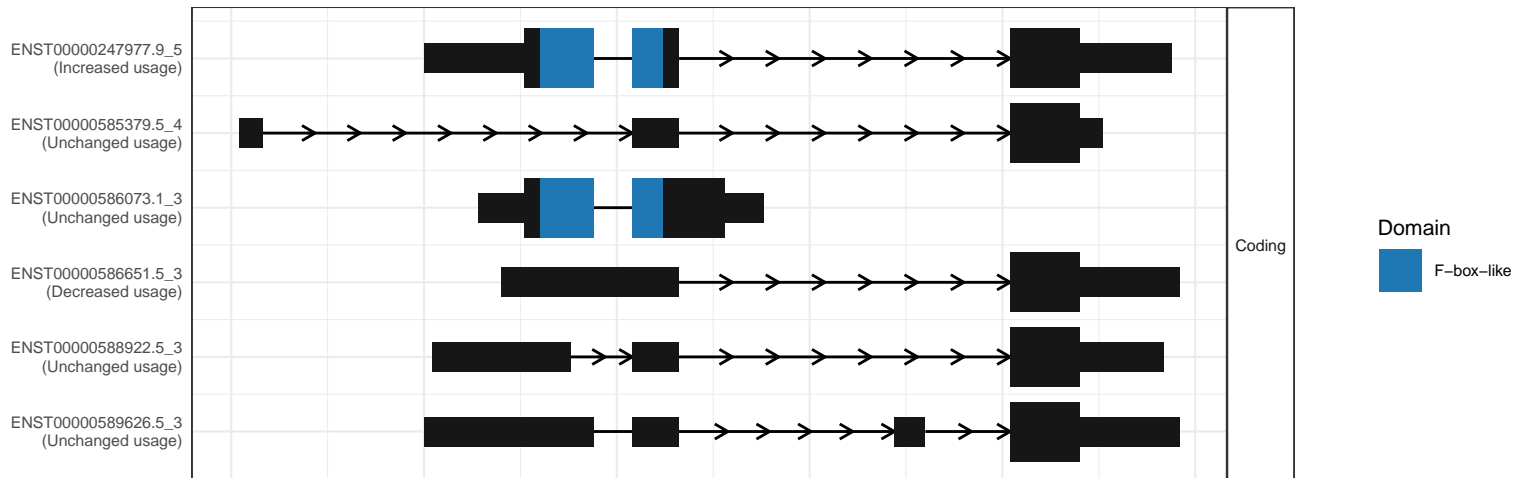 ENST00000247977.9_5
(Increased usage)
ENST00000585379.5_4
(Unchanged usage)
ENST00000586073.1_3
(Unchanged usage)
ENST00000586651.5_3
(Decreased usage)
ENST00000588922.5_3
(Unchanged usage)
ENST00000589626.5_3
(Unchanged usage)
Coding
Domain
F−box−like